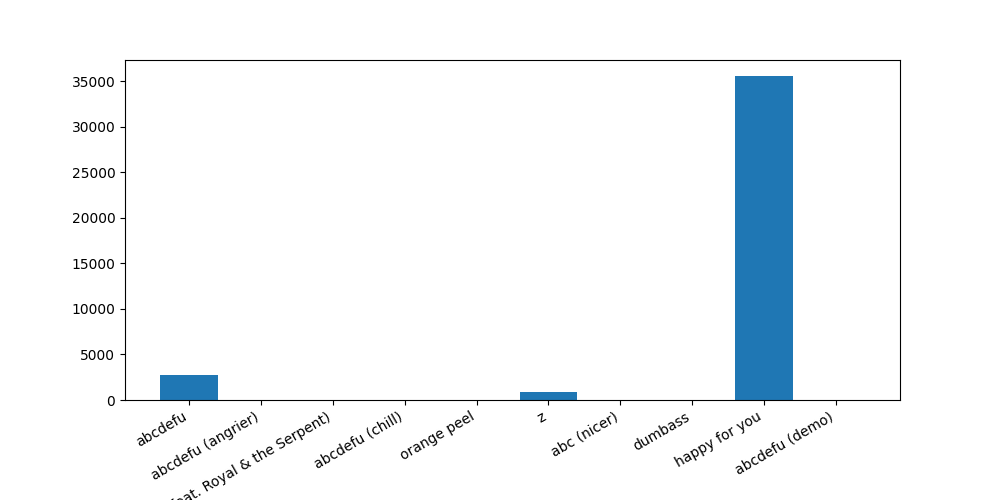 35000
30000
25000
20000
15000
10000
5000
0
abcdefu
abcdefu (angrier)
feat. Royal & the Serpent)
abcdefu (chill)
orange peel
z
abc (nicer)
dumbass
happy for you
abcdefu (demo)